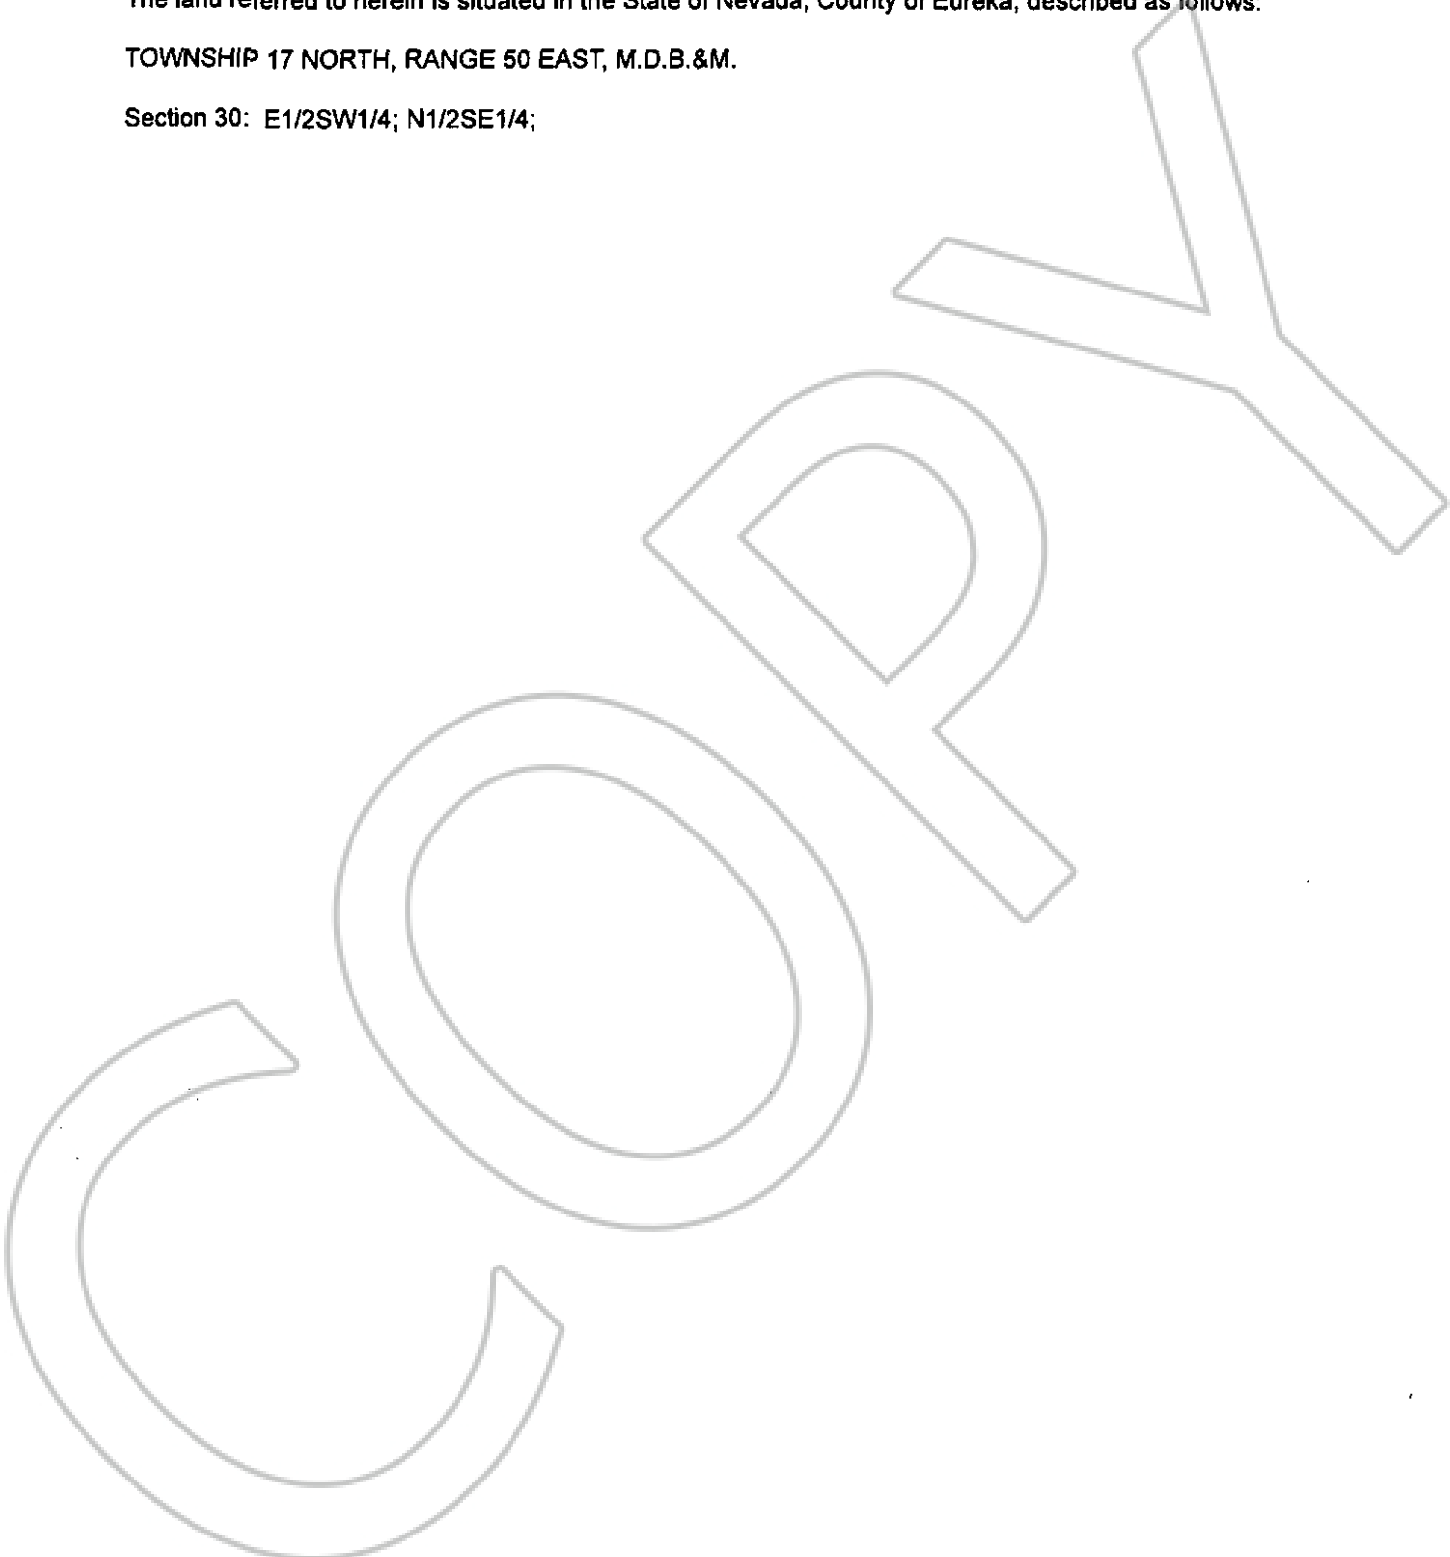 The land referred to herein is situated in the State of Nevada, County of Eureka, described as follows:
TOWNSHIP 17 NORTH, RANGE 50 EAST, M.D.B.&M.
Section 30: E1/2SW1/4; N1/2SE1/4;
COPY